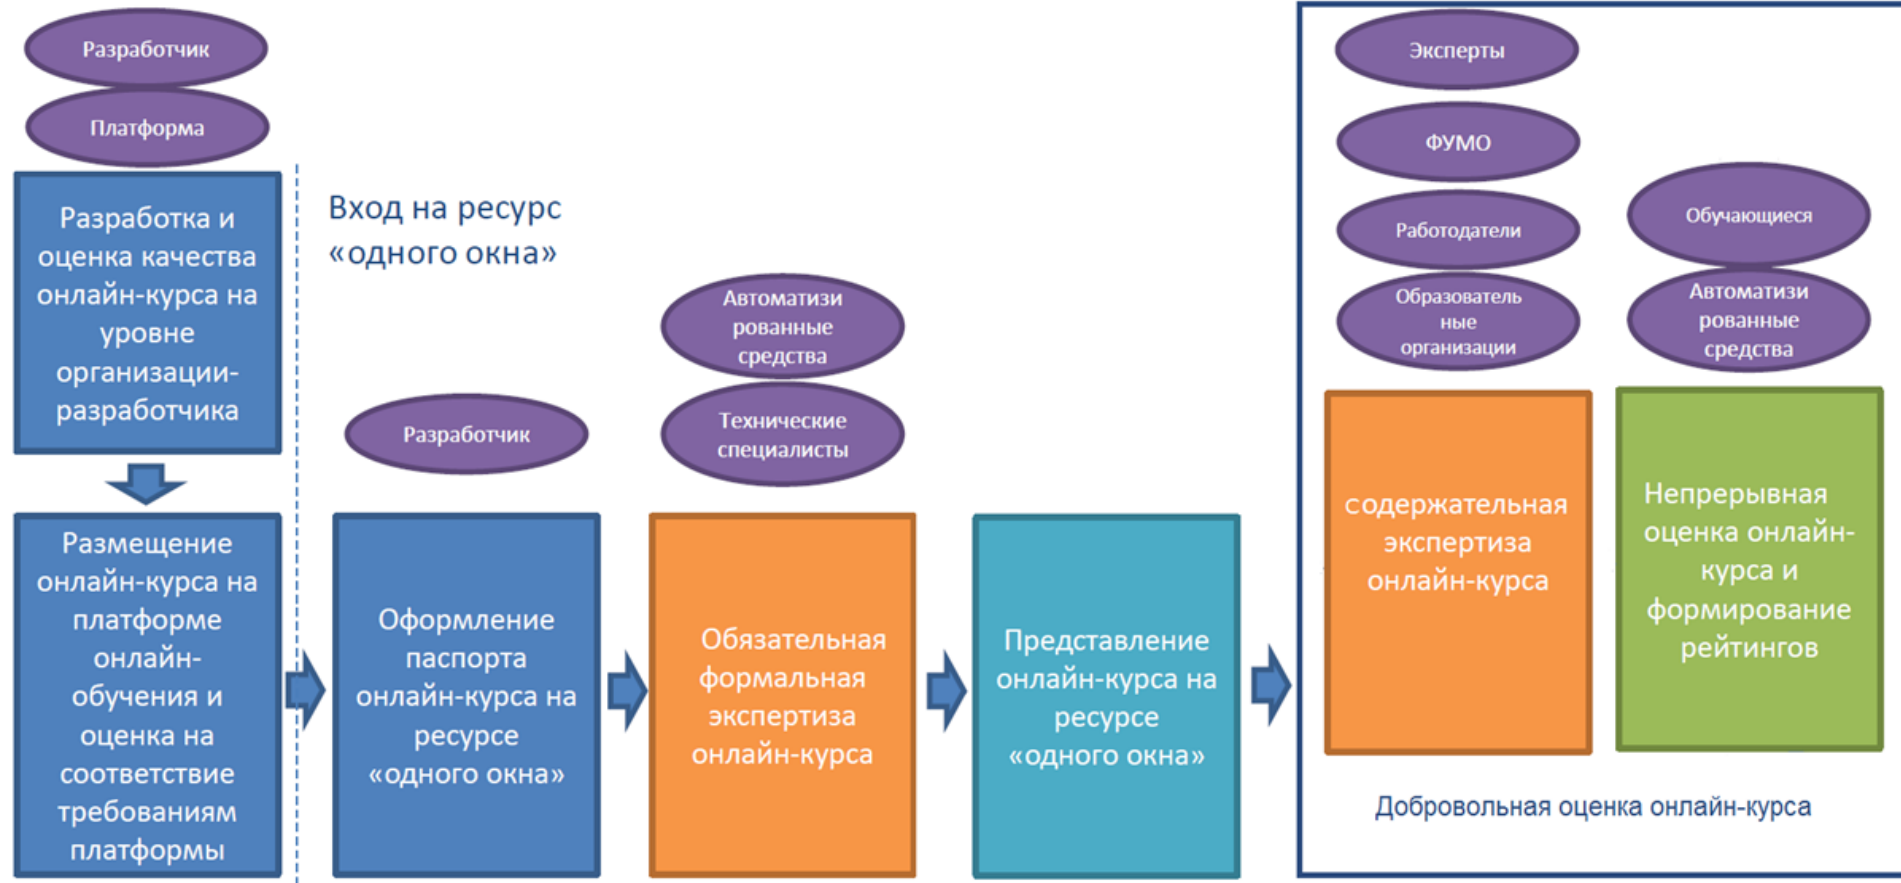 Разработчик
Платформа
Разработка и
оценка качества
онлайн-курса на
уровне
организации-
разработчика
Размещение
онлайн-курса на
платформе
онлайн-
обучения и
оценка на
соответствие
требованиям
платформы
Вход на ресурс
«одного окна»
Разработчик
Оформление
паспорта
онлайн-курса на
ресурсе
«одного окна»
Автоматизи
рованные
средства
Технические
специалисты
Обязательная
формальная
экспертиза
онлайн-курса
Представление
онлайн-курса на
ресурсе
«одного окна»
Эксперты
ФУМО
Работодатели
Образователь
ные
организации
содержательная
экспертиза
онлайн-курса
Обучающиеся
Автоматизи
рованные
средства
Непрерывная
оценка онлайн-
курса и
формирование
рейтингов
Добровольная оценка онлайн-курса